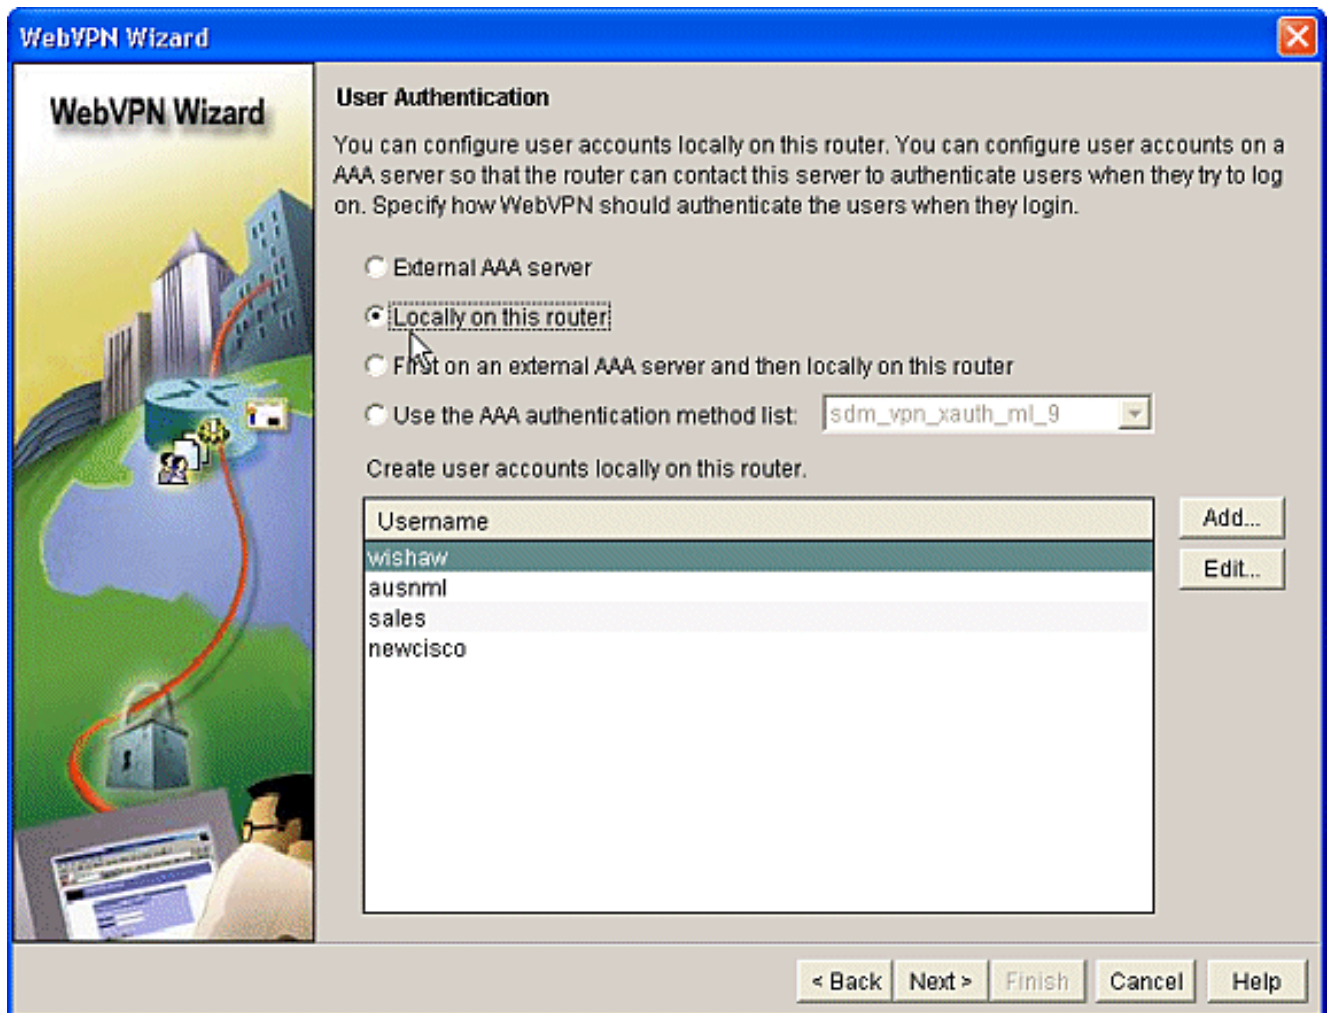 WebVPN Wizard
WebVPN Wizard
User Authentication
You can configure user accounts locally on this router. You can configure user accounts on a
AAA server so that the router can contact this server to authenticate users when they try to log
on. Specify how WebVPN should authenticate the users when they login.
External AAA server
Locally on this router
First on an external AAA server and then locally on this router
Use the AAA authentication method list: sdm_vpn_xauth_ml_9
Create user accounts locally on this router.
Username
Add...
wishaw
Edit...
ausnml
sales
newcisco
< Back Next > Finish Cancel Help